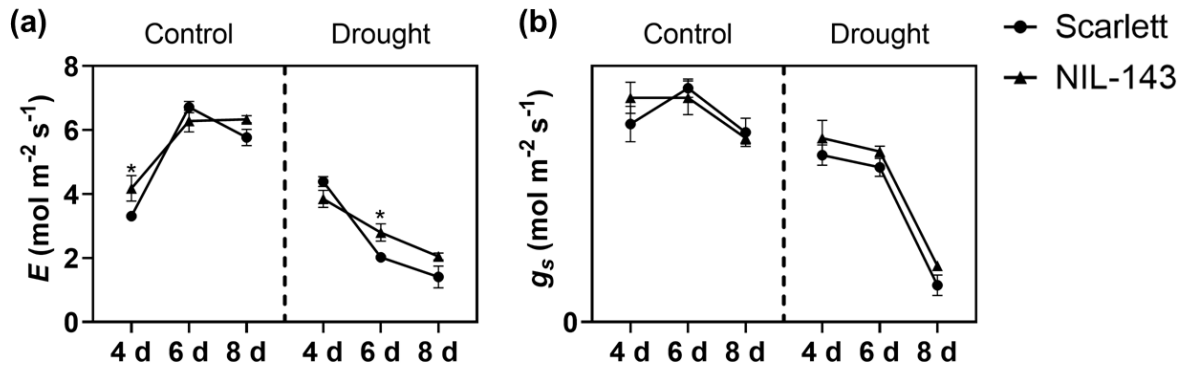 (a)
Control Drought
E (mol m⁻² s⁻¹)
8
6
4
2
0
*
*
4 d 6 d 8 d 4 d 6 d 8 d
(b)
Control Drought
gs (mol m⁻² s⁻¹)
0
4 d 6 d 8 d 4 d 6 d 8 d
Scarlett
NIL-143